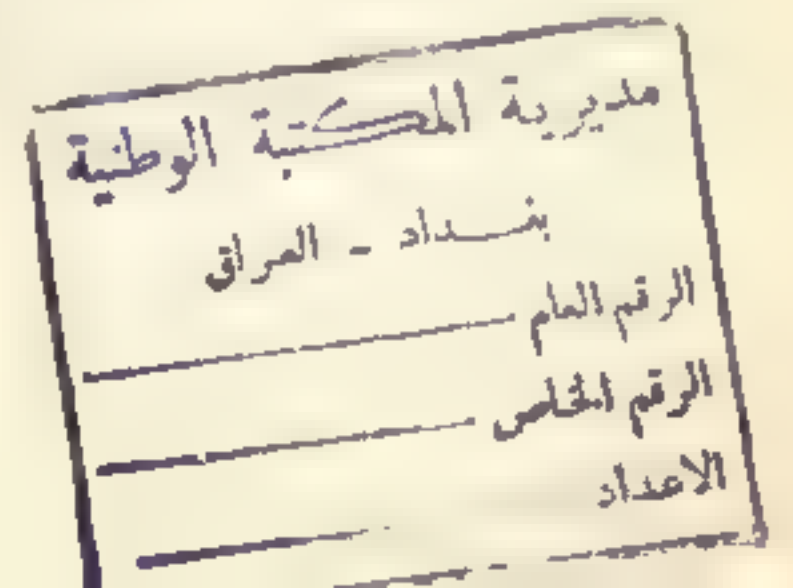 مديرية المكتبة الوطنية
بغداد - العراق
الرقم العام
الرقم الخاص
الاعداد